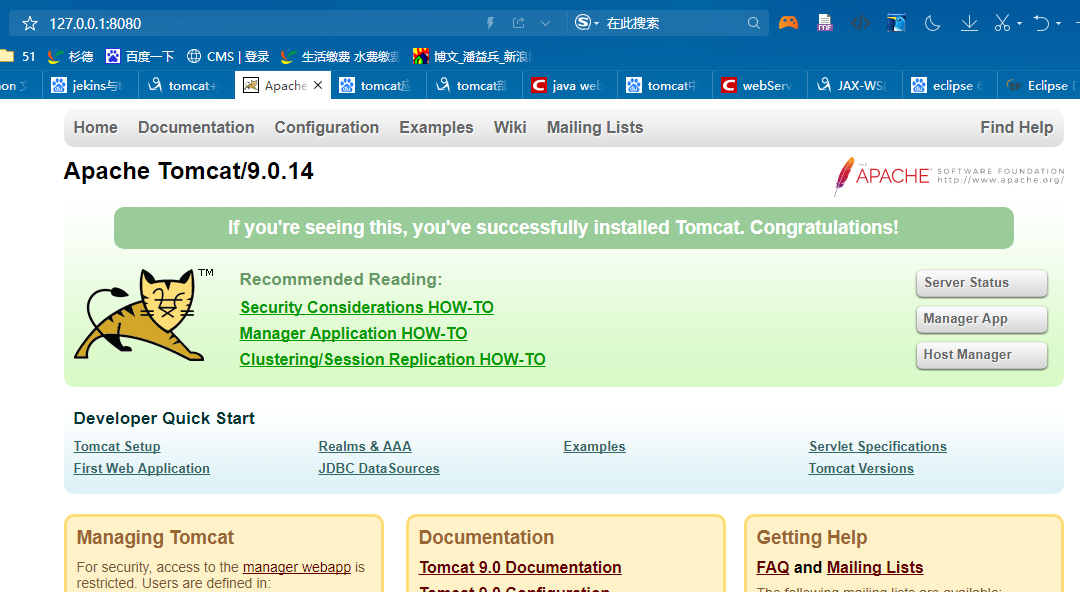 127.0.0.1:8080
在此搜索
51 杉德 百度一下 CMS | 登录 生活缴费 水费缴 博文_潘益兵_新浪
jekins与 tomcat Apache tomcat tomcat java web tomcat webServ JAX-WS( eclipse Eclipse
Home Documentation Configuration Examples Wiki Mailing Lists Find Help
Apache Tomcat/9.0.14
THE
APACHE SOFTWARE FOUNDATION
http://www.apache.org/
If you're seeing this, you've successfully installed Tomcat. Congratulations!
TM
Recommended Reading:
Security Considerations HOW-TO
Manager Application HOW-TO
Clustering/Session Replication HOW-TO
Server Status
Manager App
Host Manager
Developer Quick Start
Tomcat Setup Realms & AAA Examples Servlet Specifications
First Web Application JDBC DataSources Tomcat Versions
Managing Tomcat
For security, access to the manager webapp is
restricted. Users are defined in:
Documentation
Tomcat 9.0 Documentation
Tomcat 9.0 Configuration
Getting Help
FAQ and Mailing Lists
The following mailing lists are available: